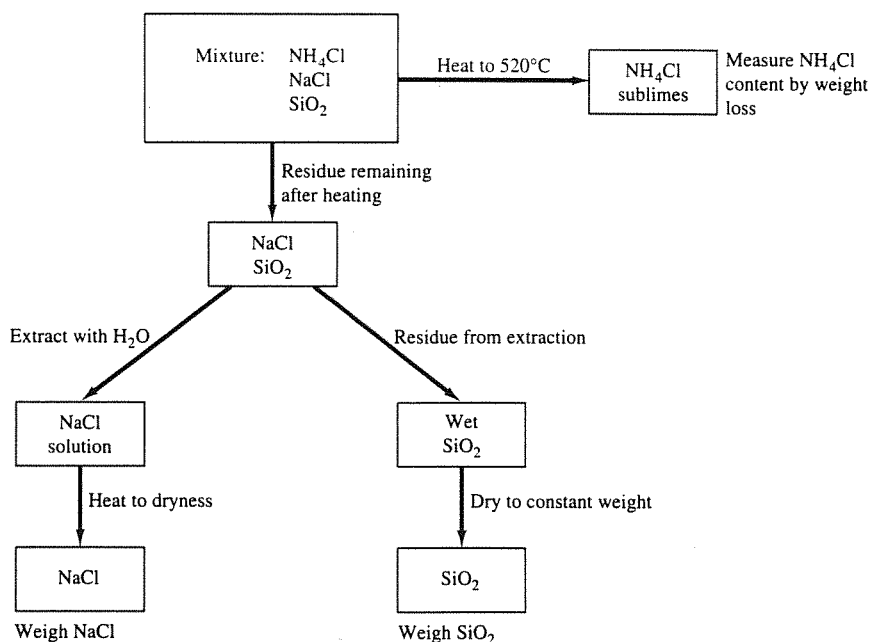 Mixture: NH₄Cl
NaCl
SiO₂
Heat to 520°C
NH₄Cl
sublimes
Measure NH₄Cl
content by weight
loss
Residue remaining
after heating
NaCl
SiO₂
Extract with H₂O
Residue from extraction
NaCl
solution
Wet
SiO₂
Heat to dryness
Dry to constant weight
NaCl
SiO₂
Weigh NaCl
Weigh SiO₂